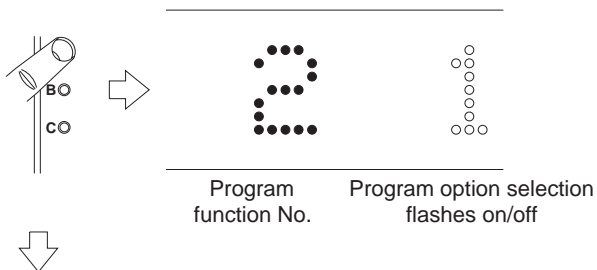 2 1
B
C
Program
function No.
Program option selection
flashes on/off